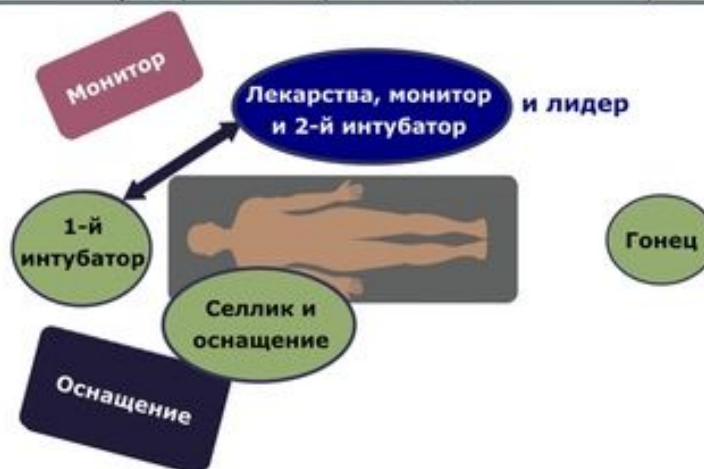 Монитор
Лекарства, монитор
и 2-й интубатор
и лидер
1-й
интубатор
Гонец
Селлик и
оснащение
Оснащение